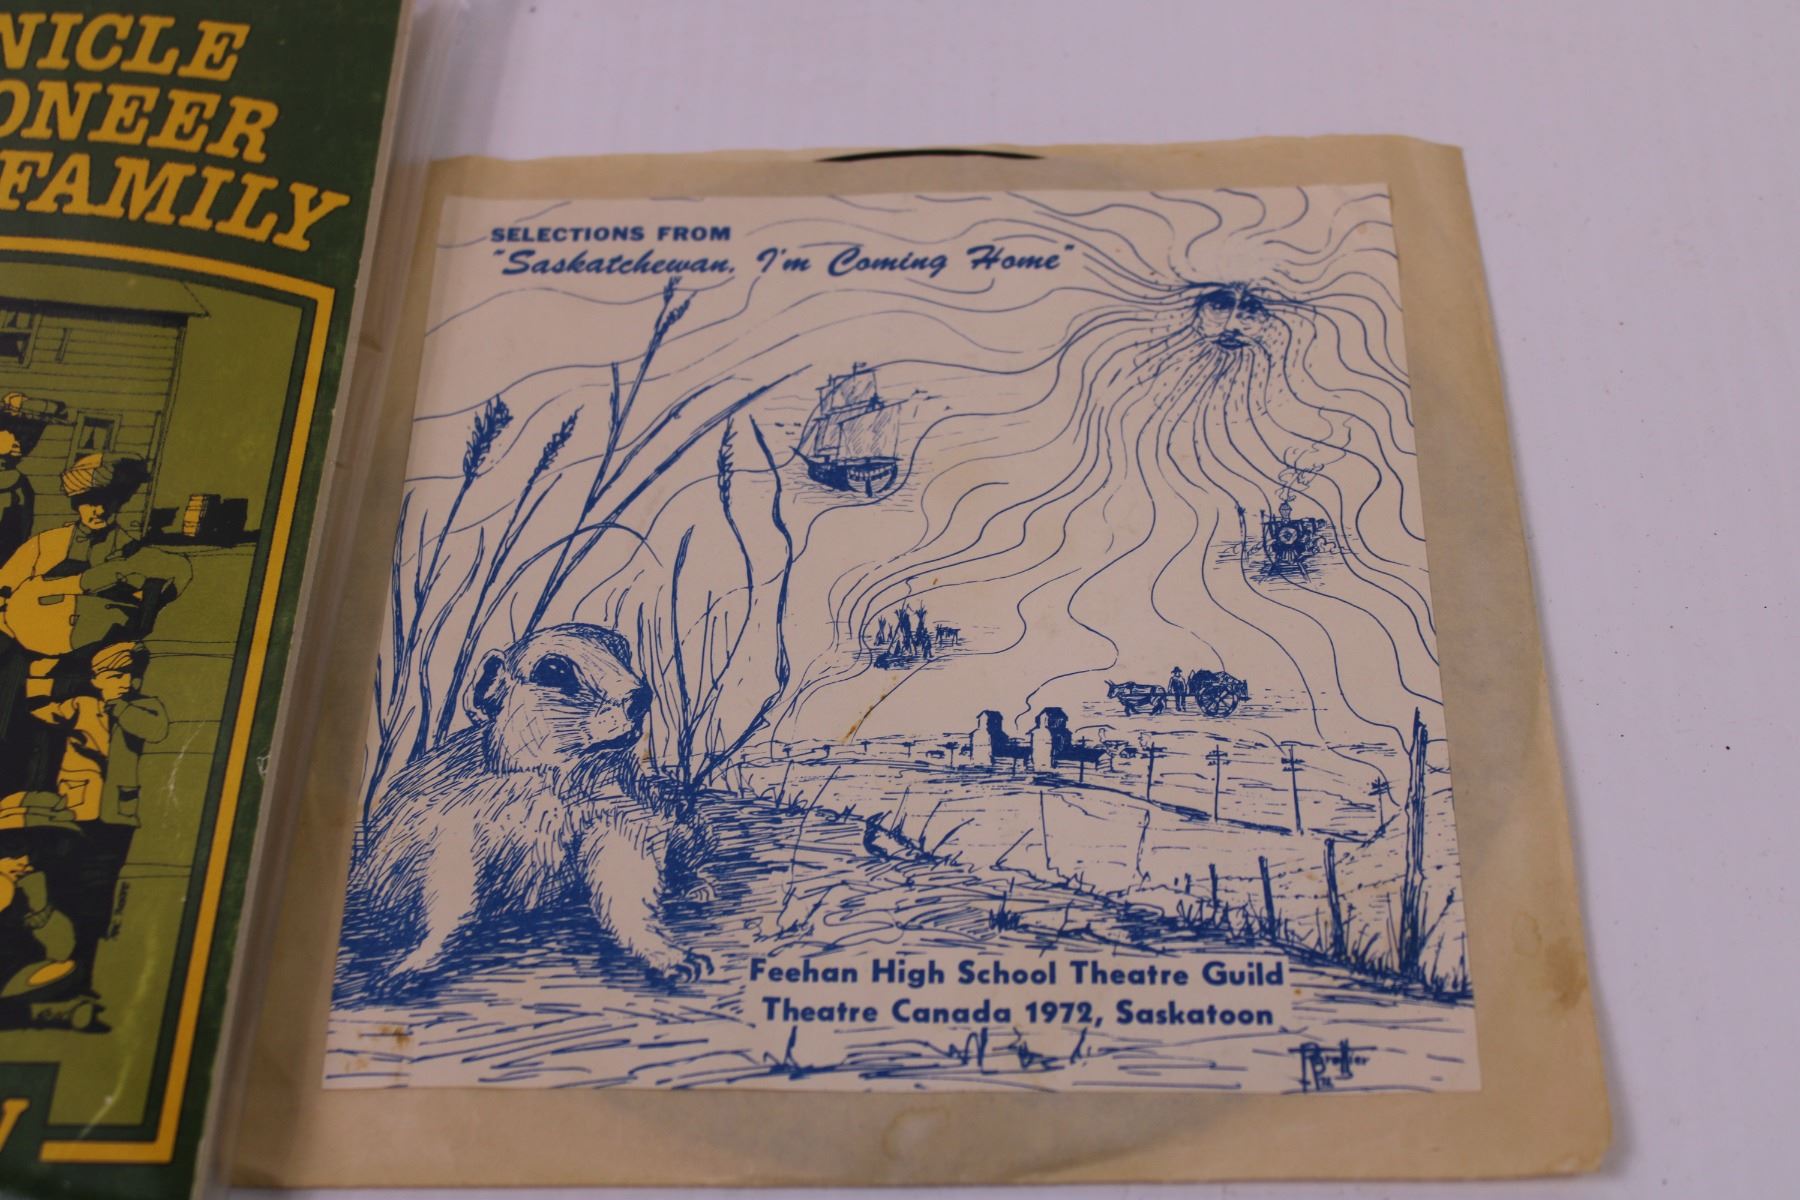 NICLE
ONEER
FAMILY
SELECTIONS FROM
"Saskatchewan, I'm Coming Home"
Feehan High School Theatre Guild
Theatre Canada 1972, Saskatoon